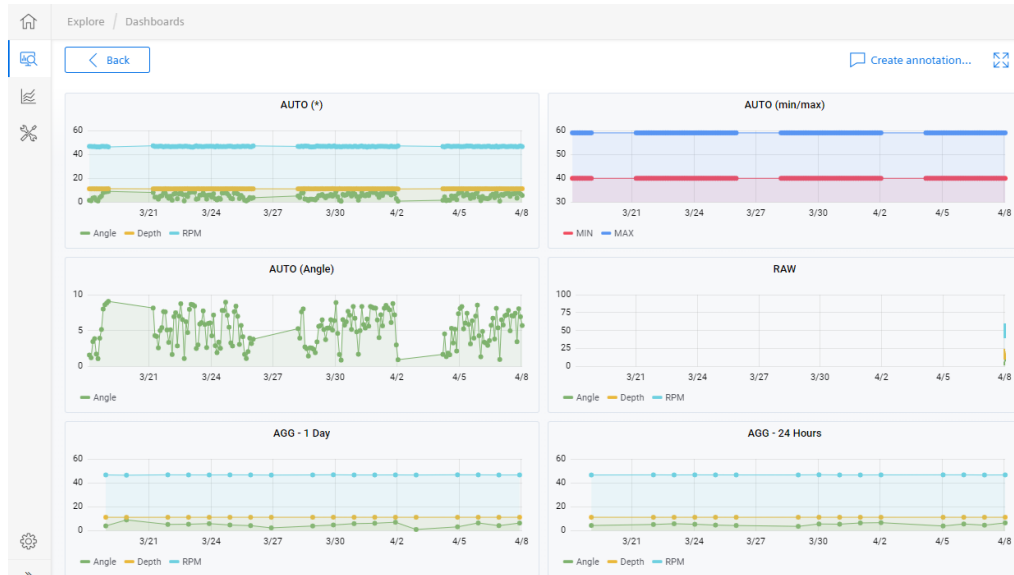 Explore / Dashboards
Back
Create annotation...
AUTO (*)
60
40
20
0
3/21 3/24 3/27 3/30 4/2 4/5 4/8
Angle Depth RPM
AUTO (min/max)
60
50
40
30
3/21 3/24 3/27 3/30 4/2 4/5 4/8
MIN MAX
AUTO (Angle)
10
5
0
3/21 3/24 3/27 3/30 4/2 4/5 4/8
Angle
RAW
100
75
50
25
0
3/21 3/24 3/27 3/30 4/2 4/5 4/8
Angle Depth RPM
AGG - 1 Day
60
40
20
0
3/21 3/24 3/27 3/30 4/2 4/5 4/8
Angle Depth RPM
AGG - 24 Hours
60
40
20
0
3/21 3/24 3/27 3/30 4/2 4/5 4/8
Angle Depth RPM